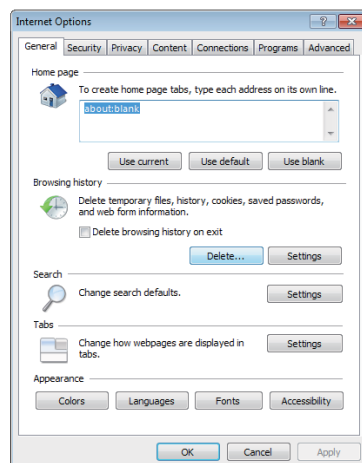 Internet Options
General Security Privacy Content Connections Programs Advanced
Home page
To create home page tabs, type each address on its own line.
about:blank
Use current Use default Use blank
Browsing history
Delete temporary files, history, cookies, saved passwords,
and web form information.
Delete browsing history on exit
Delete... Settings
Search
Change search defaults. Settings
Tabs
Change how webpages are displayed in
tabs.
Settings
Appearance
Colors Languages Fonts Accessibility
OK Cancel Apply